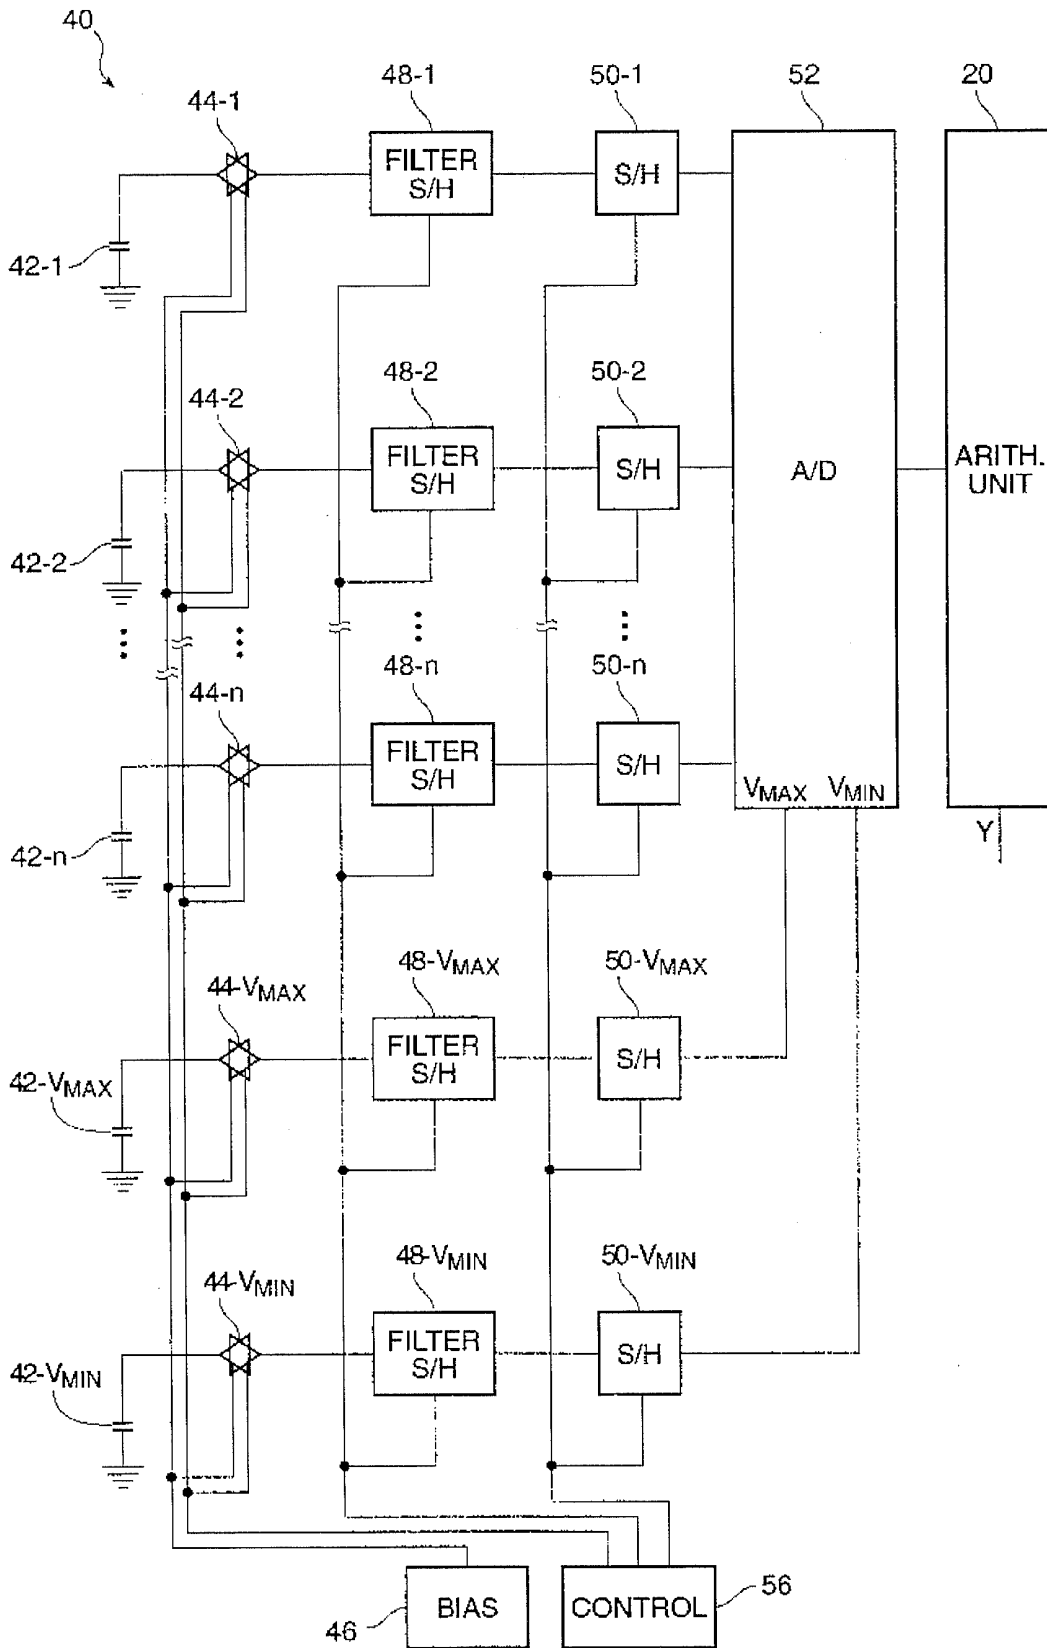 40
44-1
48-1
50-1
52
20
FILTER
S/H
S/H
42-1
44-2
48-2
50-2
FILTER
S/H
S/H
A/D
ARITH.
UNIT
42-2
44-n
48-n
50-n
FILTER
S/H
S/H
VMAX VMIN
Y
42-n
44-VMAX
48-VMAX
50-VMAX
FILTER
S/H
S/H
42-VMAX
44-VMIN
48-VMIN
50-VMIN
FILTER
S/H
S/H
42-VMIN
BIAS
CONTROL
46
56